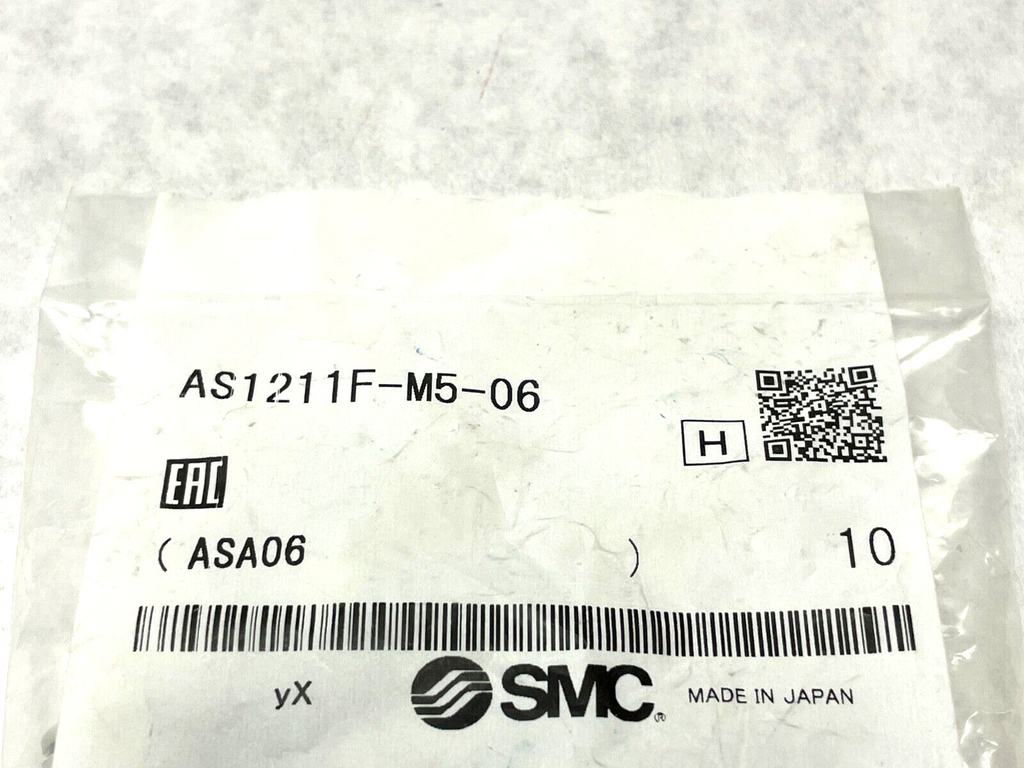 AS1211F-M5-06
H
EAC
( ASA06 )
10
yX
SMC®
MADE IN JAPAN